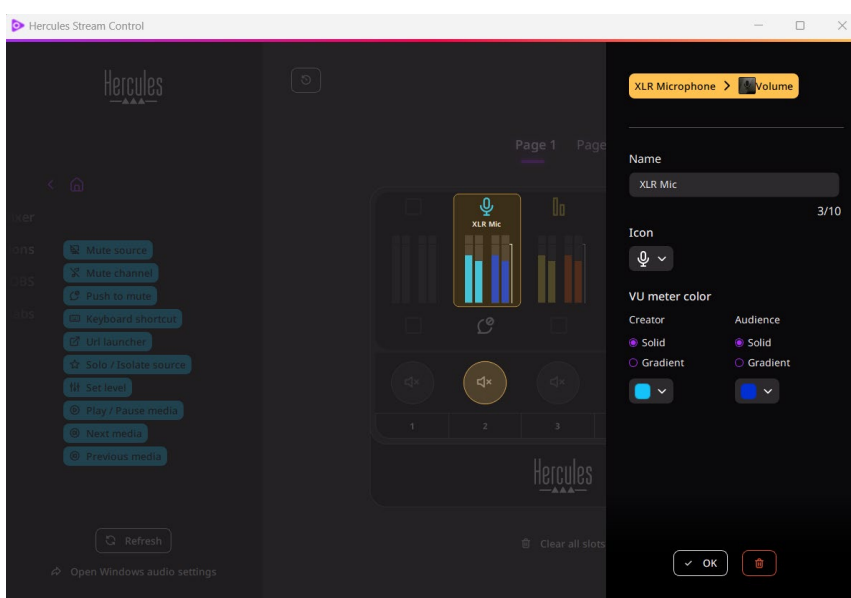 Hercules Stream Control
Hercules
XLR Microphone > Volume
Page 1 Page
Name
XLR Mic
3/10
Icon
XLR Mic
Mute source
Mute channel
Push to mute
Keyboard shortcut
Url launcher
Solo / Isolate source
Set level
Play / Pause media
Next media
Previous media
VU meter color
Creator Audience
Solid Solid
Gradient Gradient
1 2 3
Hercules
Refresh
Clear all slots
OK
Open Windows audio settings